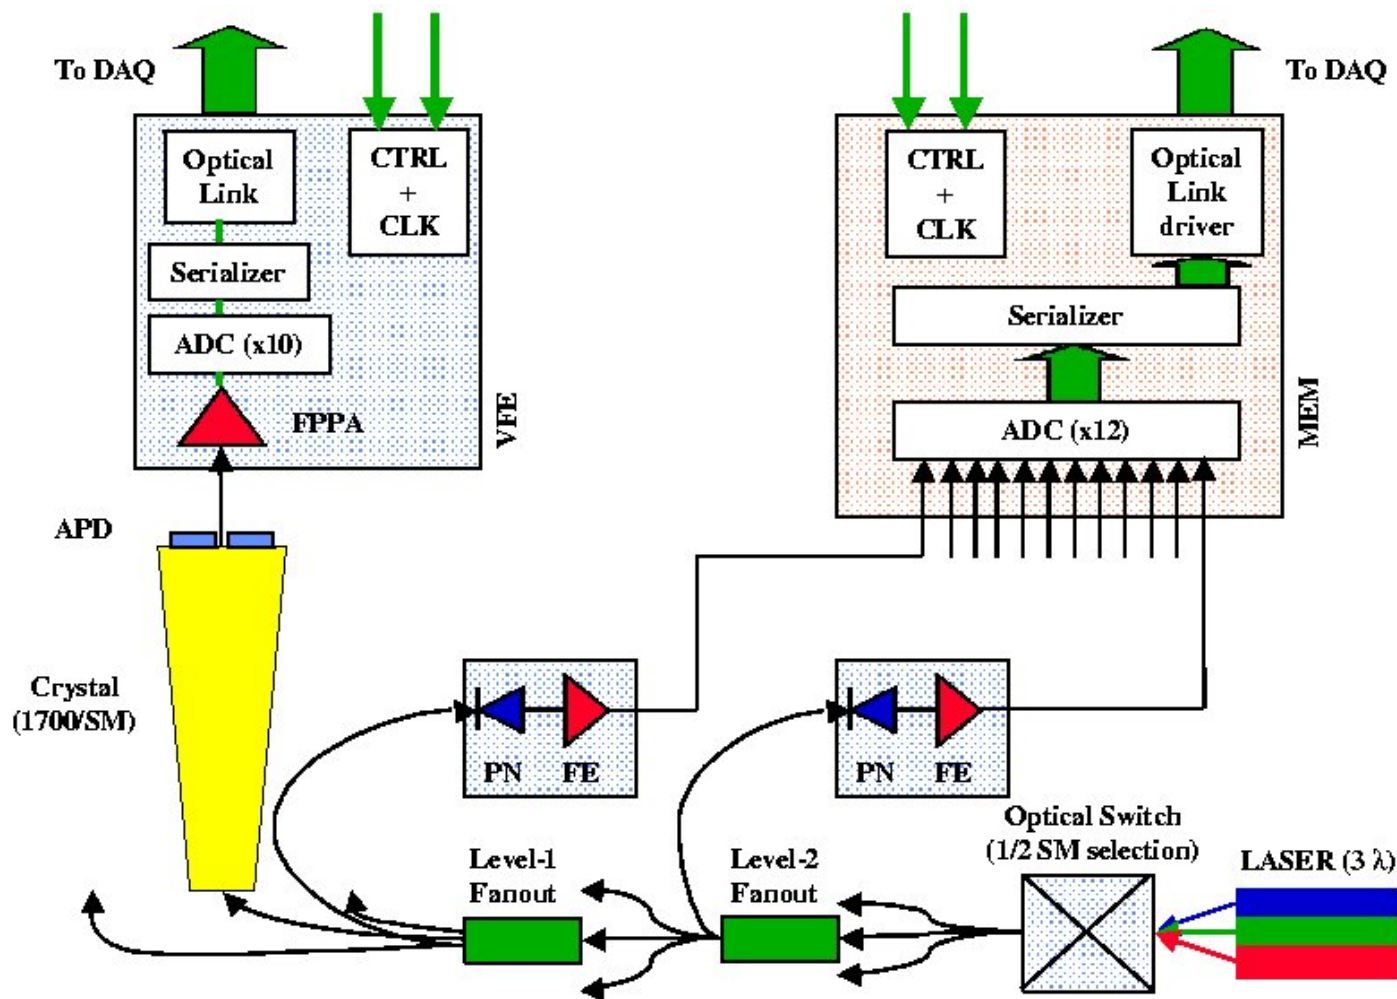 To DAQ
To DAQ
Optical
Link
CTRL
+
CLK
CTRL
+
CLK
Optical
Link
driver
Serializer
Serializer
ADC (x10)
FPPA
VFE
ADC (x12)
MEM
APD
Crystal
(1700/SM)
PN FE
PN FE
Level-1
Fanout
Level-2
Fanout
Optical Switch
(1/2 SM selection)
LASER (3 λ)